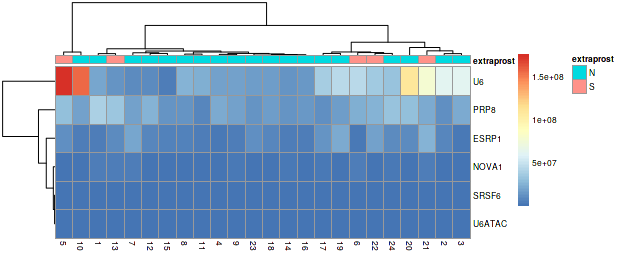 extraprost
U6
PRP8
ESRP1
NOVA1
SRSF6
U6ATAC
5 10 1 13 7 12 15 8 11 4 9 23 18 14 16 17 19 6 22 24 20 21 2 3
1.5e+08
1e+08
5e+07
extraprost
N
S